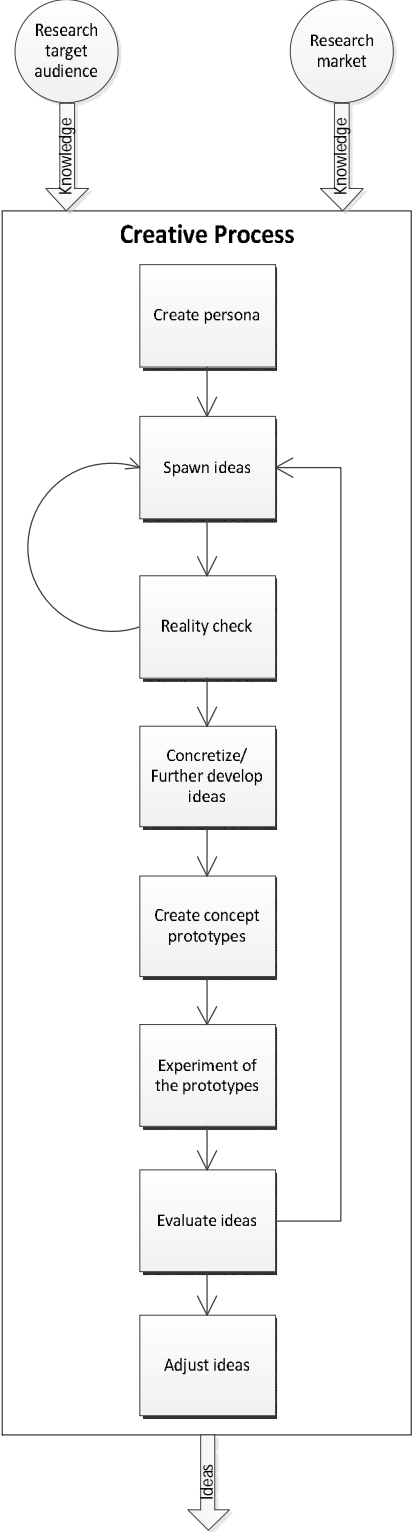 Research
target
audience
Research
market
Knowledge
Knowledge
Creative Process
Create persona
Spawn ideas
Reality check
Concretize/
Further develop
ideas
Create concept
prototypes
Experiment of
the prototypes
Evaluate ideas
Adjust ideas
Ideas